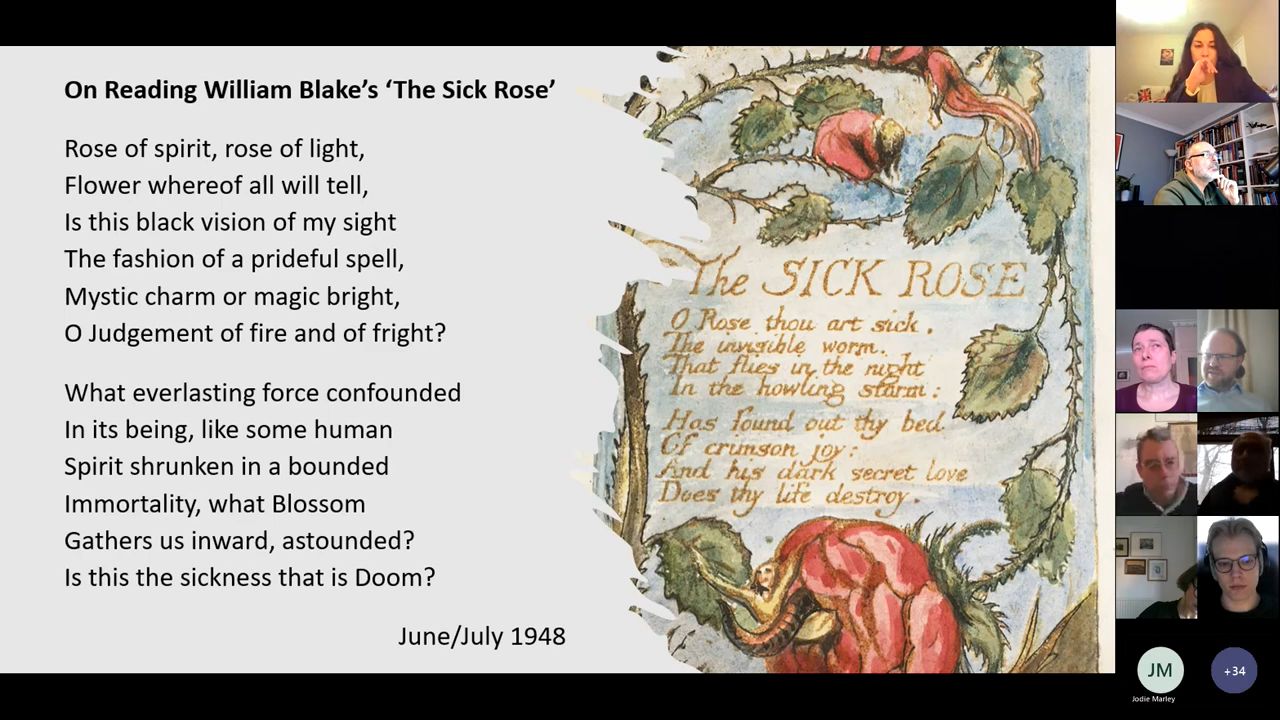 On Reading William Blake’s ‘The Sick Rose’
Rose of spirit, rose of light,
Flower whereof all will tell,
Is this black vision of my sight
The fashion of a prideful spell,
Mystic charm or magic bright,
O Judgement of fire and of fright?
What everlasting force confounded
In its being, like some human
Spirit shrunken in a bounded
Immortality, what Blossom
Gathers us inward, astounded?
Is this the sickness that is Doom?
June/July 1948
The SICK ROSE
O Rose thou art sick.
The invisible worm.
That flies in the night
In the howling storm:
Has found out thy bed
Of crimson joy:
And his dark secret love
Does thy life destroy.
JM
Jodie Marley
+34